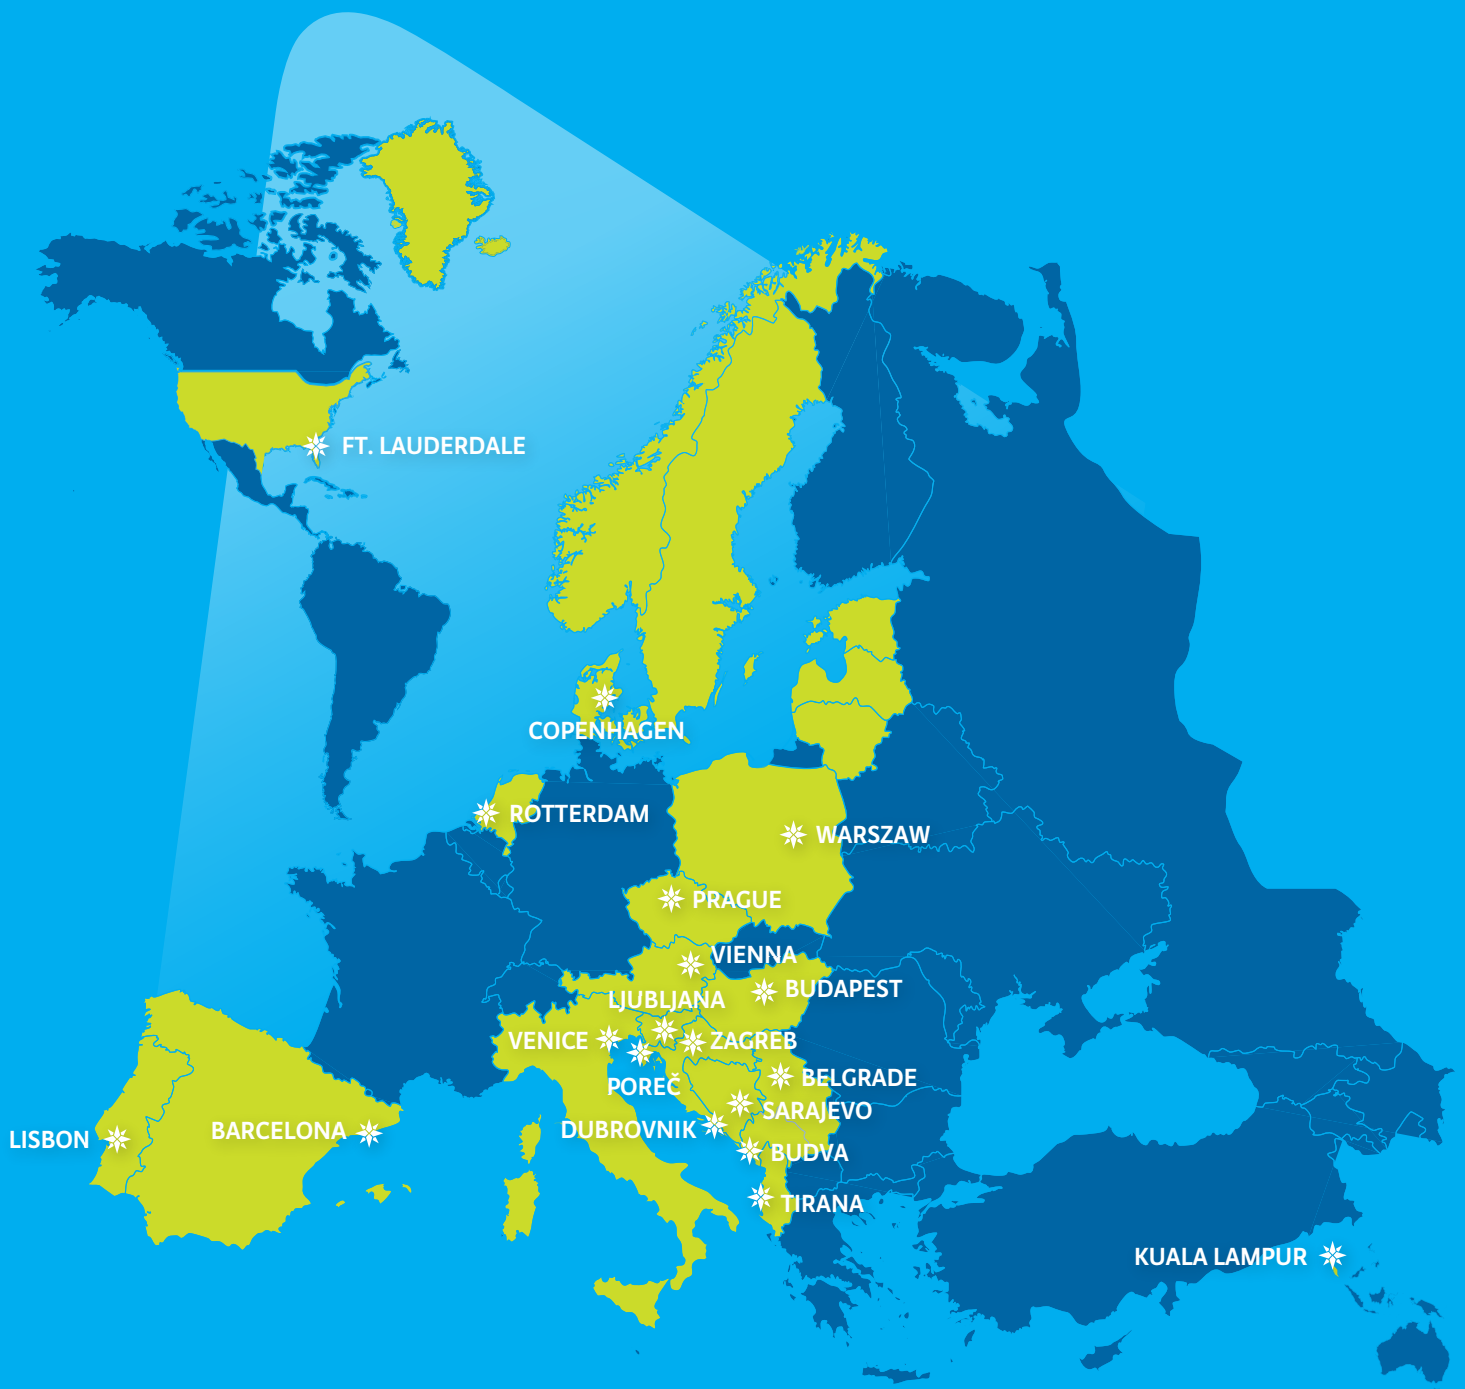 FT. LAUDERDALE
COPENHAGEN
ROTTERDAM
WARSZAW
PRAGUE
VIENNA
BUDAPEST
LJUBLJANA
VENICE
ZAGREB
POREČ
BELGRADE
SARAJEVO
DUBROVNIK
LISBON
BARCELONA
BUDVA
TIRANA
KUALA LAMPUR